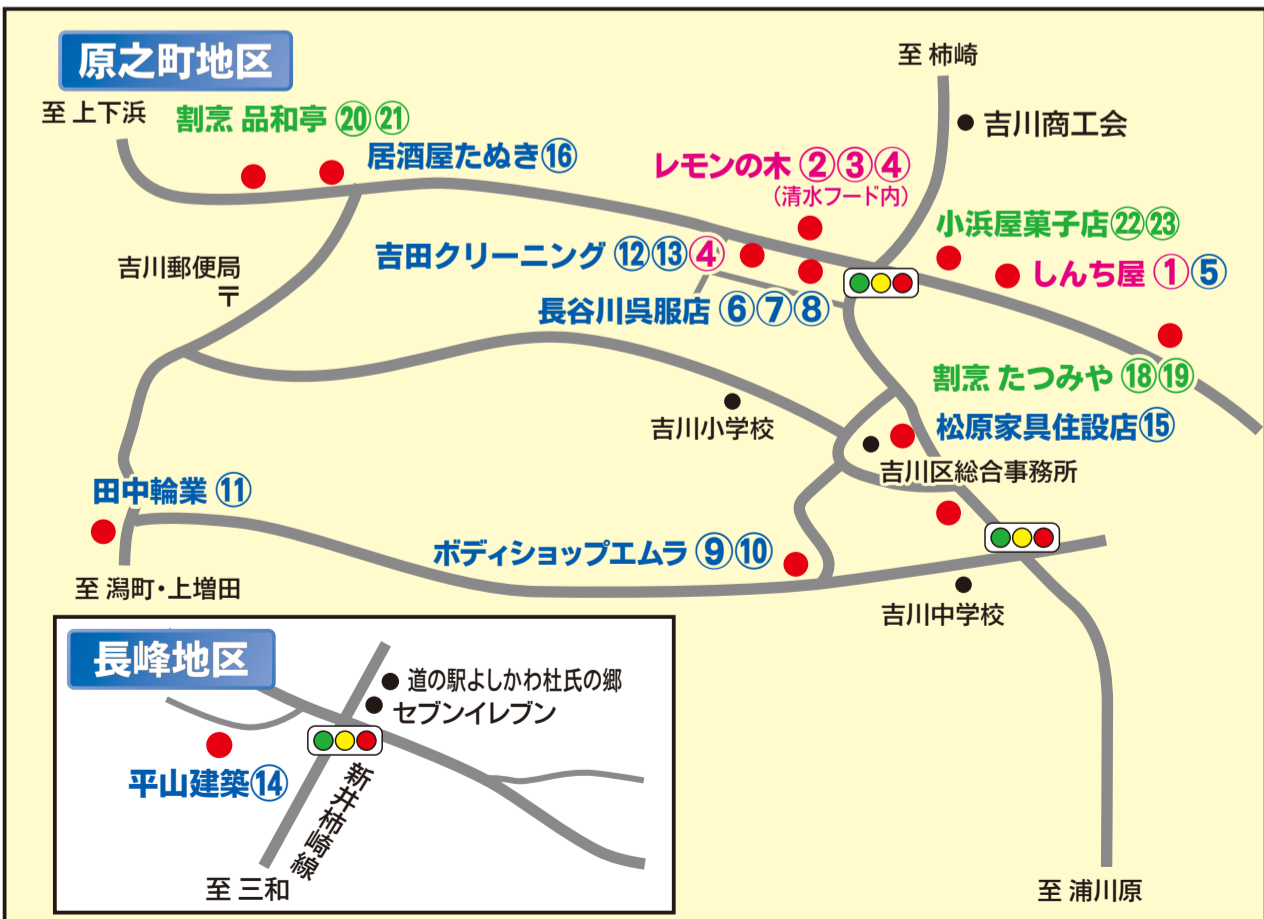 原之町地区
至 柿崎
至 上下浜
割烹 品和亭 ⑳㉑
吉川商工会
居酒屋たぬき⑯
レモンの木 ②③④
(清水フード内)
小浜屋菓子店㉒㉓
吉田クリーニング ⑫⑬④
しんち屋 ①⑤
吉川郵便局
〒
長谷川呉服店 ⑥⑦⑧
割烹 たつみや ⑱⑲
吉川小学校
松原家具住設店⑮
吉川区総合事務所
田中輪業 ⑪
ボディショップエムラ ⑨⑩
至 潟町・上増田
吉川中学校
長峰地区
道の駅よしかわ杜氏の郷
セブンイレブン
平山建築⑭
新井柿崎線
至 三和
至 浦川原